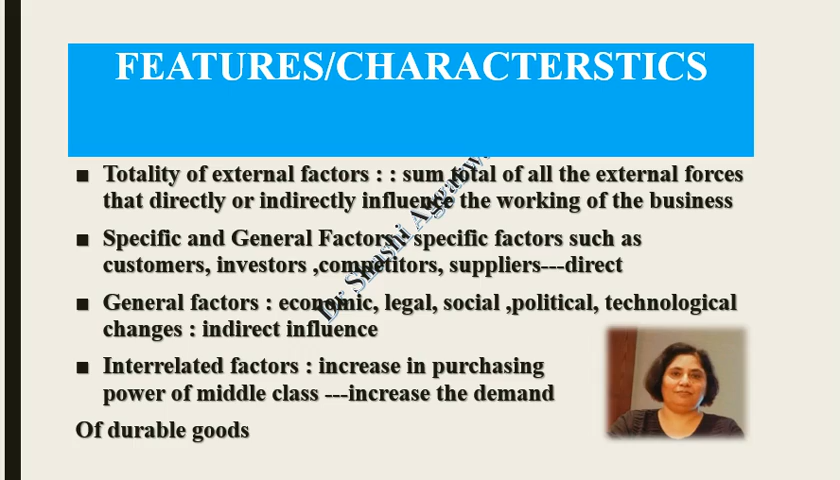 FEATURES/CHARACTERSTICS
Totality of external factors : : sum total of all the external forces
that directly or indirectly influence the working of the business
Specific and General Factors : specific factors such as
customers, investors ,competitors, suppliers---direct
General factors : economic, legal, social ,political, technological
changes : indirect influence
Interrelated factors : increase in purchasing
power of middle class ---increase the demand
Of durable goods
Dr Shashi